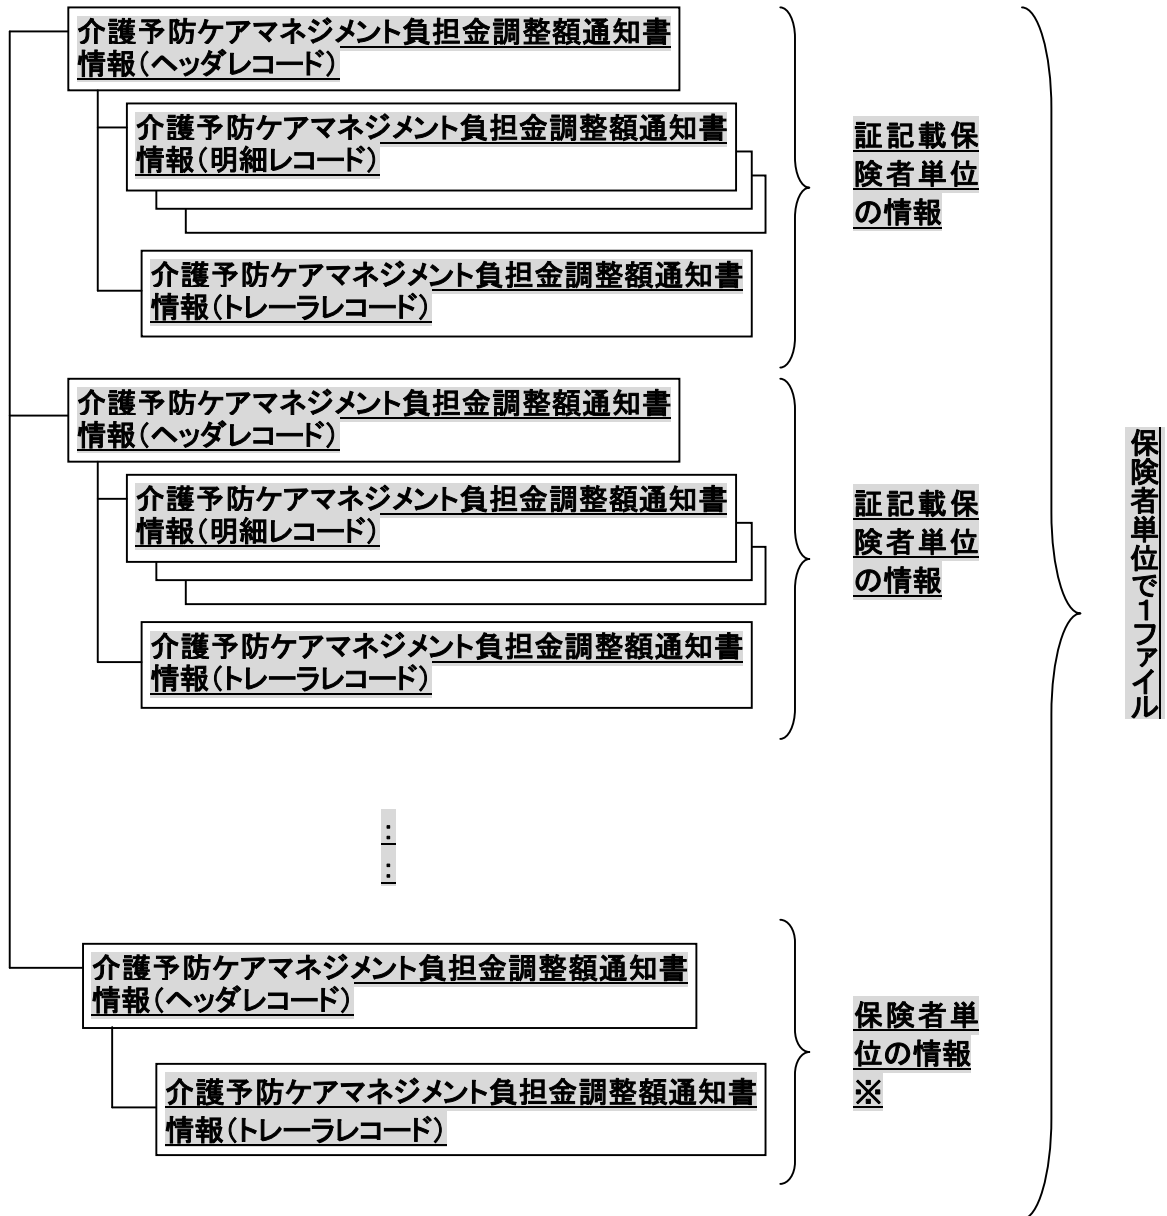 介護予防ケアマネジメント負担金調整額通知書
情報（ヘッダレコード）
介護予防ケアマネジメント負担金調整額通知書
情報（明細レコード）
介護予防ケアマネジメント負担金調整額通知書
情報（トレーラレコード）
証記載保
険者単位
の情報
介護予防ケアマネジメント負担金調整額通知書
情報（ヘッダレコード）
介護予防ケアマネジメント負担金調整額通知書
情報（明細レコード）
介護予防ケアマネジメント負担金調整額通知書
情報（トレーラレコード）
証記載保
険者単位
の情報
：
：
介護予防ケアマネジメント負担金調整額通知書
情報（ヘッダレコード）
介護予防ケアマネジメント負担金調整額通知書
情報（トレーラレコード）
保険者単
位の情報
※
保険者単位で１ファイル